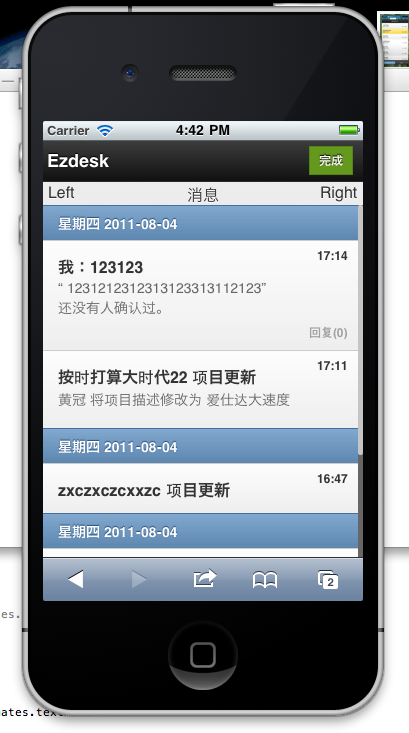 Carrier 4:42 PM
Ezdesk 完成
Left 消息 Right
星期四 2011-08-04
17:14
我：123123
“ 12312123123131233133112123”
还没有人确认过。
回复(0)
17:11
按时打算大时代22 项目更新
黄冠 将项目描述修改为 爱仕达大速度
星期四 2011-08-04
16:47
zxczxczcxxzc 项目更新
星期四 2011-08-04
2
es.
ates.text